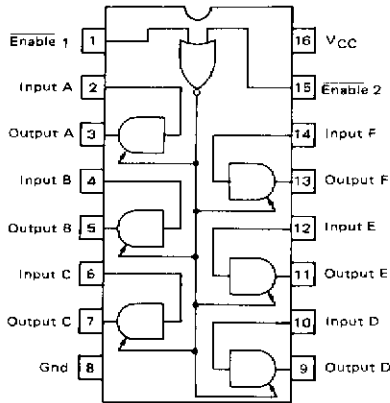 Enable 1 1 16 VCC
Input A 2 15 Enable 2
Output A 3 14 Input F
Input B 4 13 Output F
Output B 5 12 Input E
Input C 6 11 Output E
Output C 7 10 Input D
Gnd 8 9 Output D